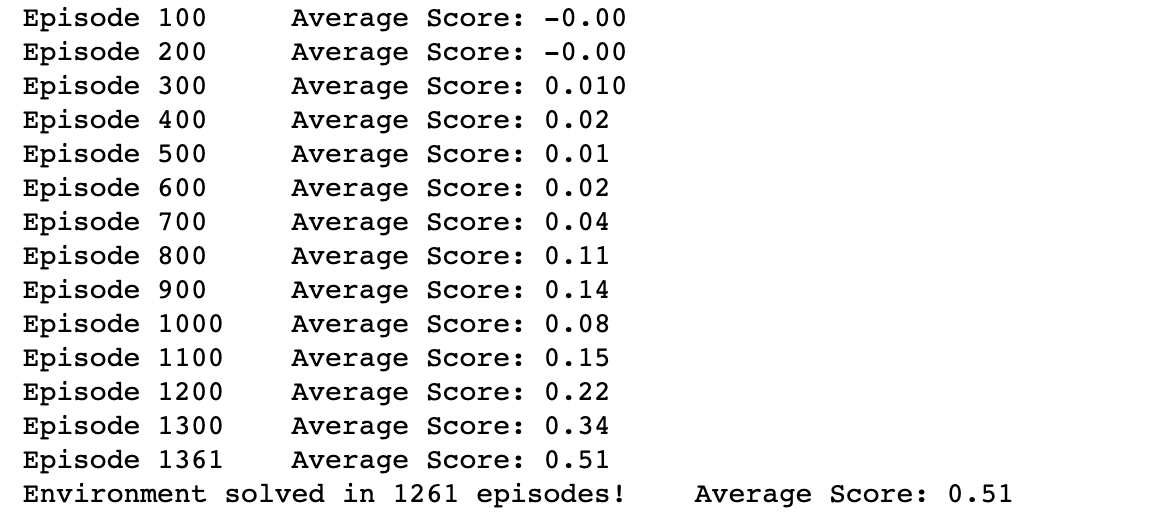 Episode 100 Average Score: -0.00
Episode 200 Average Score: -0.00
Episode 300 Average Score: 0.010
Episode 400 Average Score: 0.02
Episode 500 Average Score: 0.01
Episode 600 Average Score: 0.02
Episode 700 Average Score: 0.04
Episode 800 Average Score: 0.11
Episode 900 Average Score: 0.14
Episode 1000 Average Score: 0.08
Episode 1100 Average Score: 0.15
Episode 1200 Average Score: 0.22
Episode 1300 Average Score: 0.34
Episode 1361 Average Score: 0.51
Environment solved in 1261 episodes! Average Score: 0.51